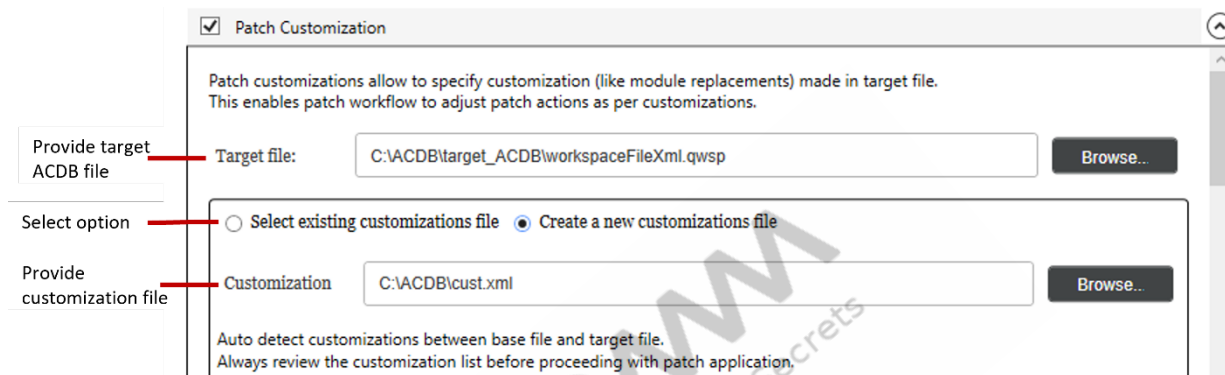 Patch Customization
Patch customizations allow to specify customization (like module replacements) made in target file.
This enables patch workflow to adjust patch actions as per customizations.
Provide target
ACDB file
Target file:
C:\ACDB\target_ACDB\workspaceFileXml.qwsp
Browse...
Select option
Select existing customizations file
Create a new customizations file
Provide
customization file
Customization
C:\ACDB\cust.xml
Browse...
Auto detect customizations between base file and target file.
Always review the customization list before proceeding with patch application.